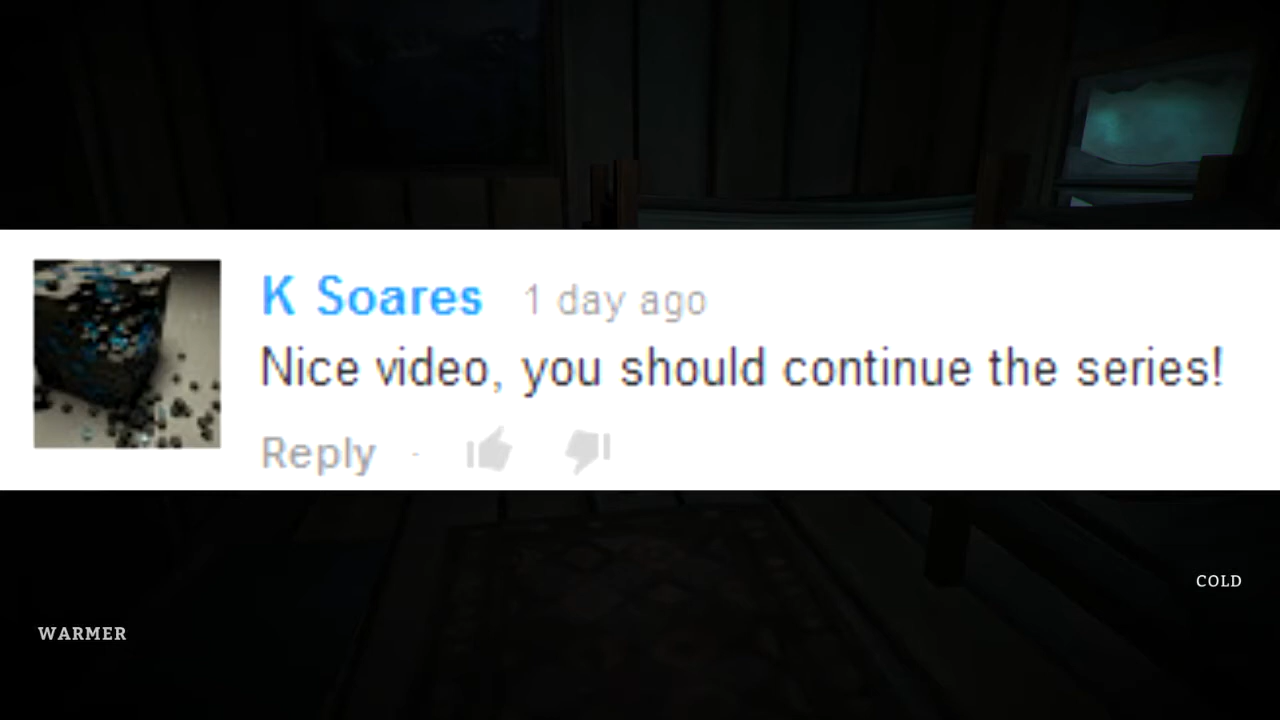 K Soares 1 day ago
Nice video, you should continue the series!
Reply ·
COLD
WARMER